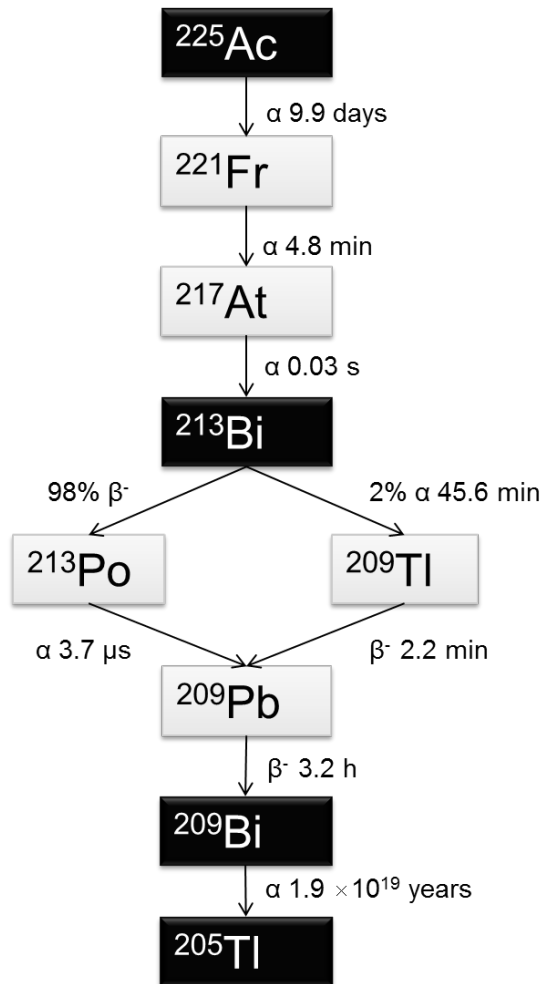 ²²⁵Ac
α 9.9 days
²²¹Fr
α 4.8 min
²¹⁷At
α 0.03 s
²¹³Bi
98% β⁻
2% α 45.6 min
²¹³Po
²⁰⁹Tl
α 3.7 µs
β⁻ 2.2 min
²⁰⁹Pb
β⁻ 3.2 h
²⁰⁹Bi
α 1.9 ×10¹⁹ years
²⁰⁵Tl